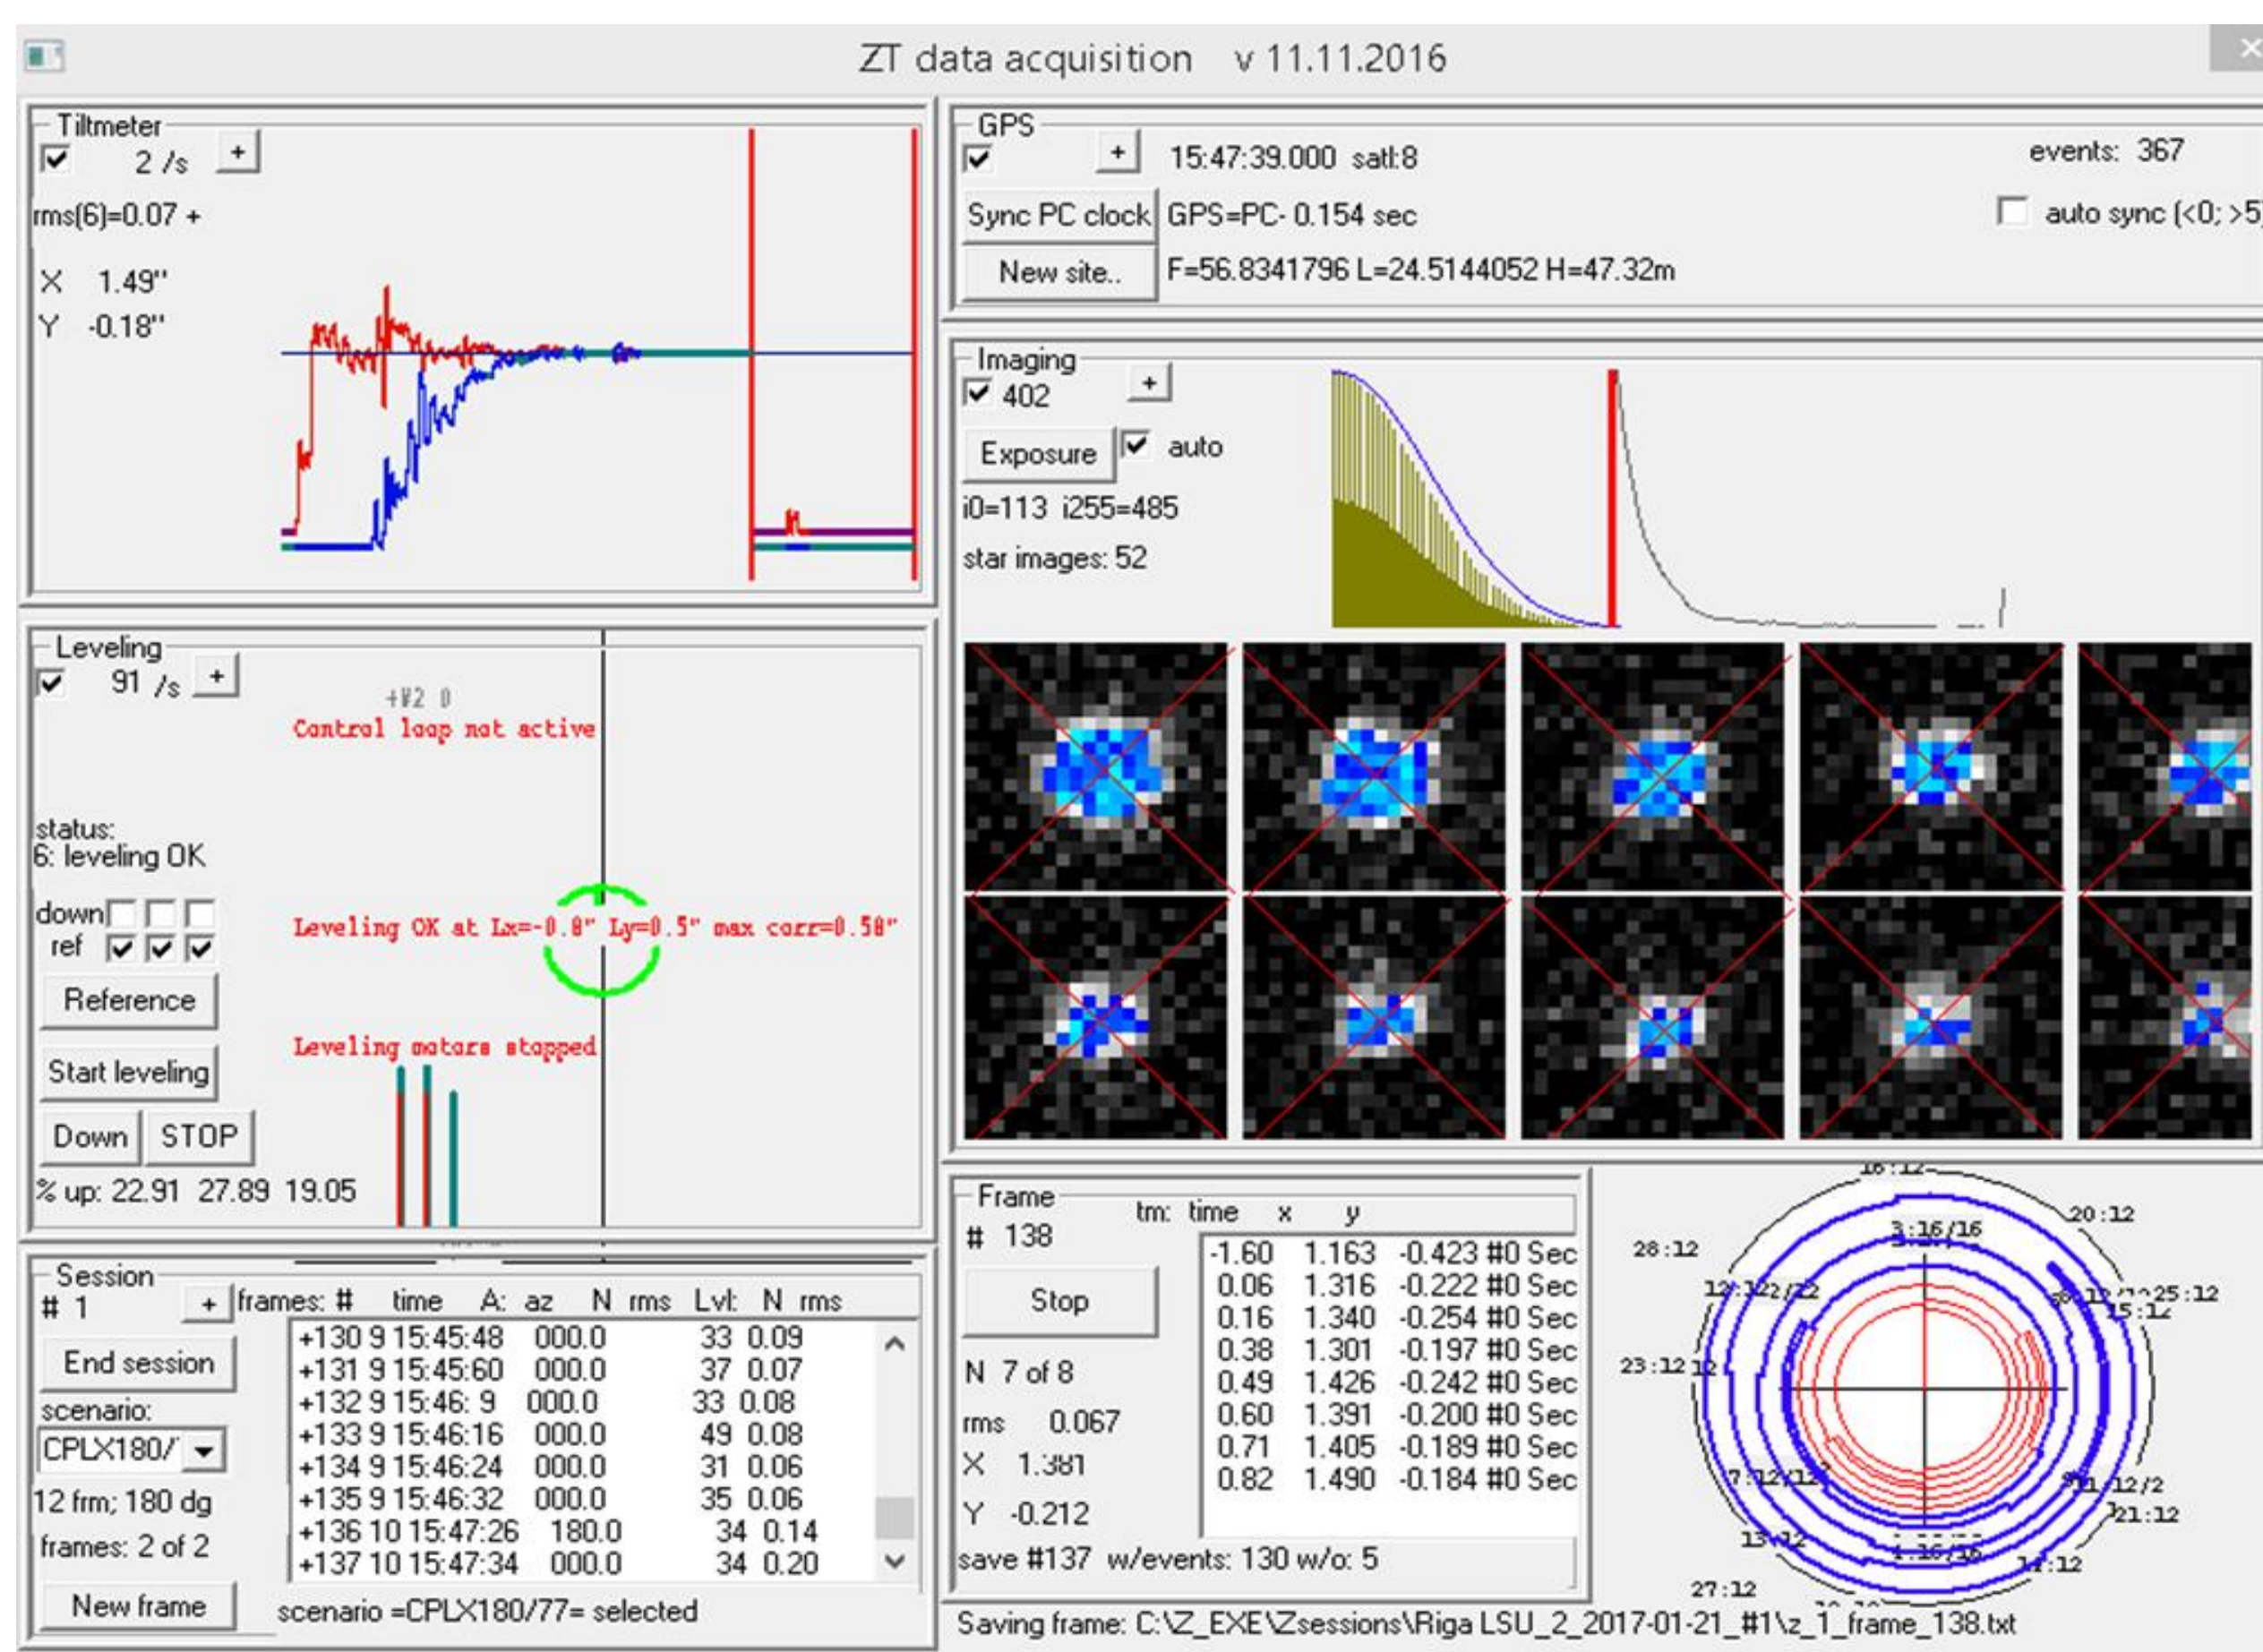 ZT data acquisition v 11.11.2016
Tiltmeter
2 /s +
rms(6)=0.07 +
X 1.49"
Y -0.18"
GPS
+ 15:47:39.000 satl:8 events: 367
Sync PC clock GPS=PC- 0.154 sec auto sync (<0; >5)
New site.. F=56.8341796 L=24.5144052 H=47.32m
Imaging
402 +
Exposure auto
i0=113 i255=485
star images: 52
Leveling
91 /s +
+V2 0
Control loop not active
status:
6: leveling OK
down
ref
Leveling OK at Lx=-0.8" Ly=0.5" max corr=0.58"
Reference
Leveling motors stopped
Start leveling
Down STOP
% up: 22.91 27.89 19.05
Session
# 1 + frames: # time A: az N rms Lvl: N rms
End session
scenario:
CPLX180/
12 frm; 180 dg
frames: 2 of 2
New frame
+130 9 15:45:48 000.0 33 0.09
+131 9 15:45:60 000.0 37 0.07
+132 9 15:46: 9 000.0 33 0.08
+133 9 15:46:16 000.0 49 0.08
+134 9 15:46:24 000.0 31 0.06
+135 9 15:46:32 000.0 35 0.06
+136 10 15:47:26 180.0 34 0.14
+137 10 15:47:34 000.0 34 0.20
scenario =CPLX180/77= selected
Frame
# 138
Stop
N 7 of 8
rms 0.067
X 1.381
Y -0.212
tm: time x y
-1.60 1.163 -0.423 #0 Sec
0.06 1.316 -0.222 #0 Sec
0.16 1.340 -0.254 #0 Sec
0.38 1.301 -0.197 #0 Sec
0.49 1.426 -0.242 #0 Sec
0.60 1.391 -0.200 #0 Sec
0.71 1.405 -0.189 #0 Sec
0.82 1.490 -0.184 #0 Sec
save #137 w/events: 130 w/o: 5
16:12
20:12
3:16/16
28:12
25:12
15:12
23:12
21:12
27:12
Saving frame: C:\Z_EXE\Zsessions\Riga LSU_2_2017-01-21_#1\z_1_frame_138.txt